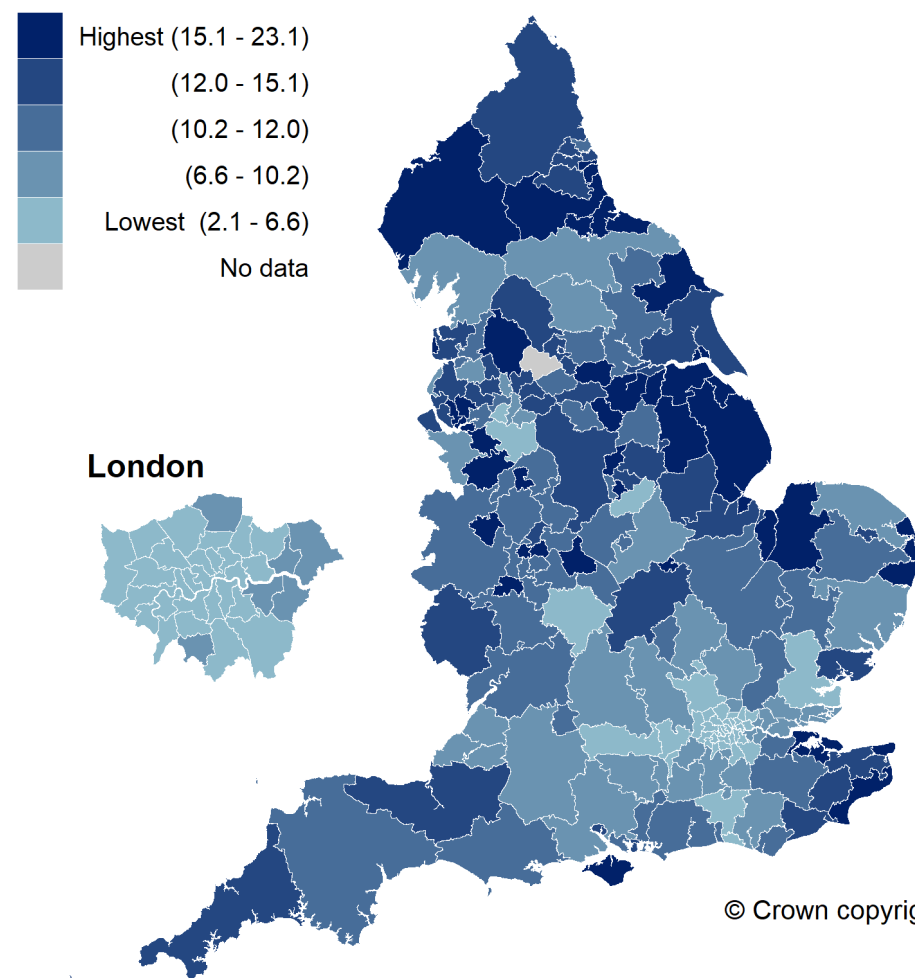 Highest (15.1 - 23.1)
(12.0 - 15.1)
(10.2 - 12.0)
(6.6 - 10.2)
Lowest (2.1 - 6.6)
No data
London
© Crown copyrig